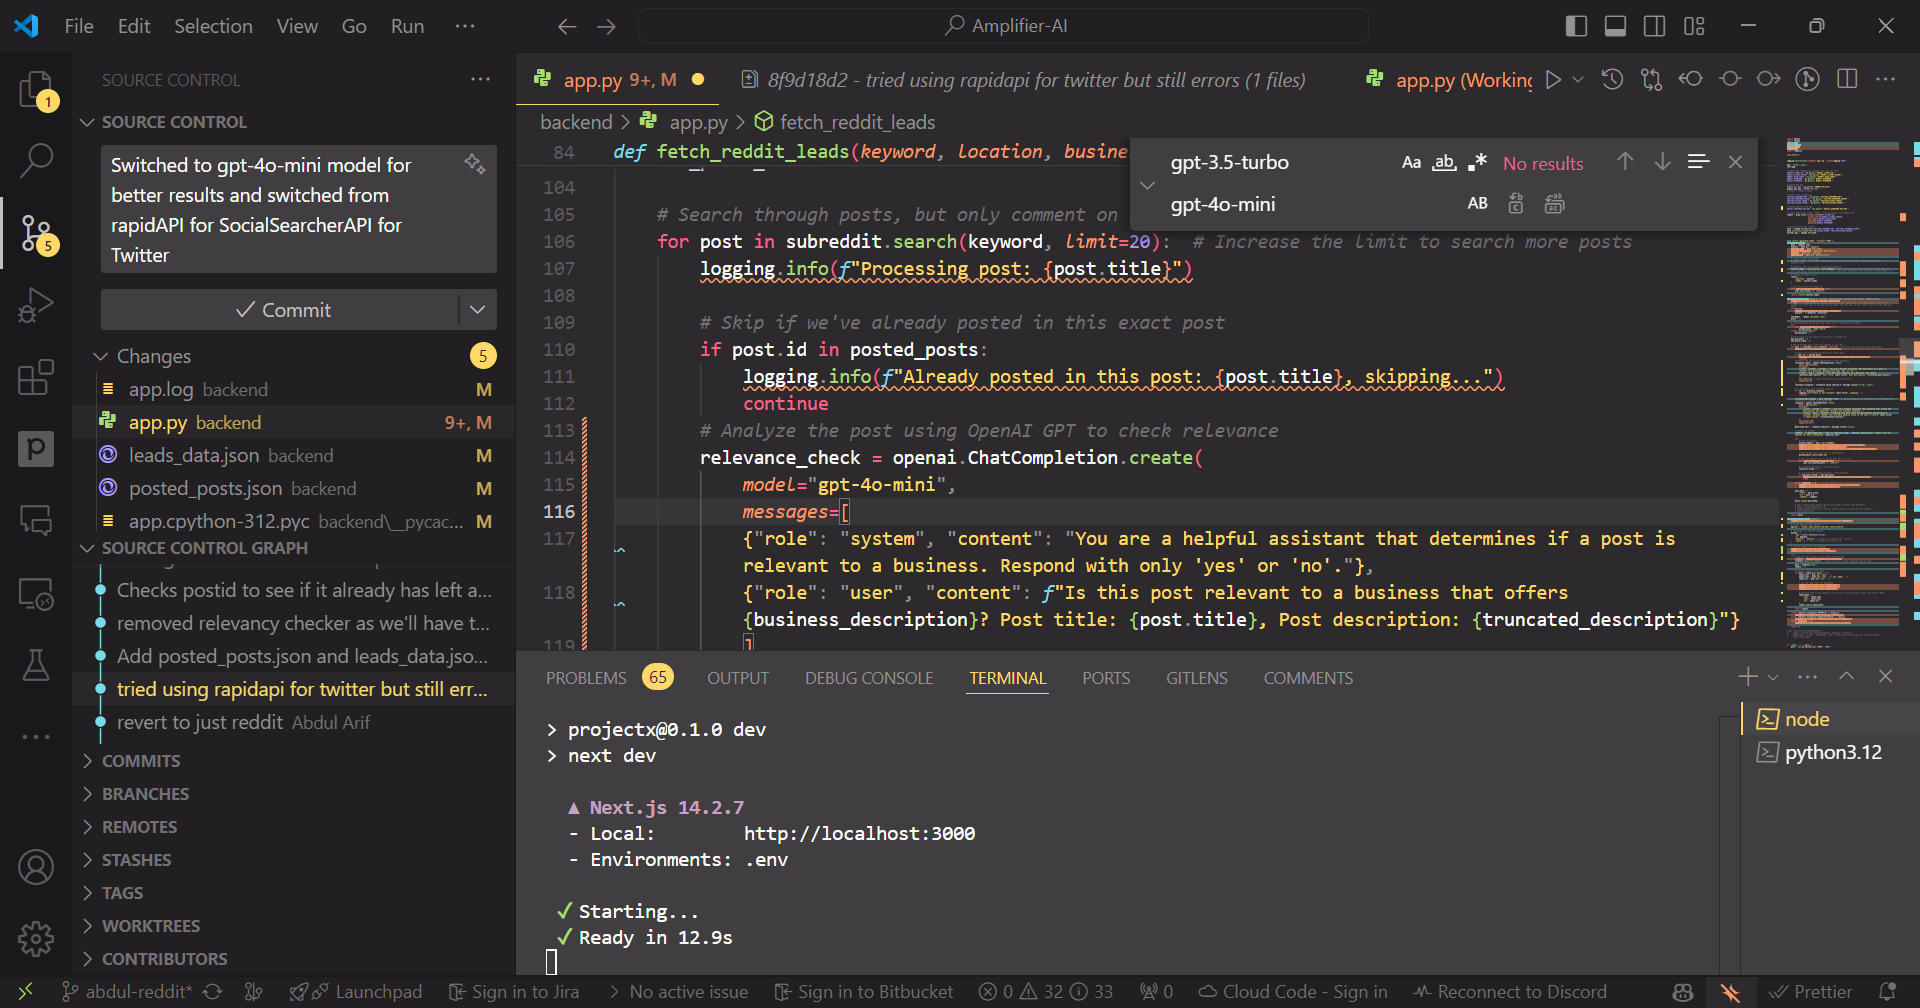 File Edit Selection View Go Run ··· Amplifier-AI
SOURCE CONTROL ···
1
SOURCE CONTROL
Switched to gpt-4o-mini model for
better results and switched from
rapidAPI for SocialSearcherAPI for
Twitter
5
Commit
Changes 5
app.log backend M
app.py backend 9+, M
leads_data.json backend M
posted_posts.json backend M
app.cpython-312.pyc backend\__pycac... M
SOURCE CONTROL GRAPH
Checks postid to see if it already has left a...
removed relevancy checker as we'll have t...
Add posted_posts.json and leads_data.jso...
tried using rapidapi for twitter but still err...
revert to just reddit Abdul Arif
COMMITS
BRANCHES
REMOTES
STASHES
TAGS
WORKTREES
CONTRIBUTORS
app.py 9+, M
8f9d18d2 - tried using rapidapi for twitter but still errors (1 files)
app.py (Working
backend > app.py > fetch_reddit_leads
84 def fetch_reddit_leads(keyword, location, busine
gpt-3.5-turbo Aa ab .* No results
gpt-4o-mini AB
104
105 # Search through posts, but only comment on
106 for post in subreddit.search(keyword, limit=20): # Increase the limit to search more posts
107 logging.info(f"Processing post: {post.title}")
108
109 # Skip if we've already posted in this exact post
110 if post.id in posted_posts:
111 logging.info(f"Already posted in this post: {post.title}, skipping...")
112 continue
113 # Analyze the post using OpenAI GPT to check relevance
114 relevance_check = openai.ChatCompletion.create(
115 model="gpt-4o-mini",
116 messages=[
117 {"role": "system", "content": "You are a helpful assistant that determines if a post is
relevant to a business. Respond with only 'yes' or 'no'."},
118 {"role": "user", "content": f"Is this post relevant to a business that offers
{business_description}? Post title: {post.title}, Post description: {truncated_description}"}
119 ]
PROBLEMS 65 OUTPUT DEBUG CONSOLE TERMINAL PORTS GITLENS COMMENTS
> projectx@0.1.0 dev
> next dev
▲ Next.js 14.2.7
- Local: http://localhost:3000
- Environments: .env
✓ Starting...
✓ Ready in 12.9s
node
python3.12
abdul-reddit* Launchpad Sign in to Jira > No active issue Sign in to Bitbucket 0 32 33 0 Cloud Code - Sign in Reconnect to Discord Prettier